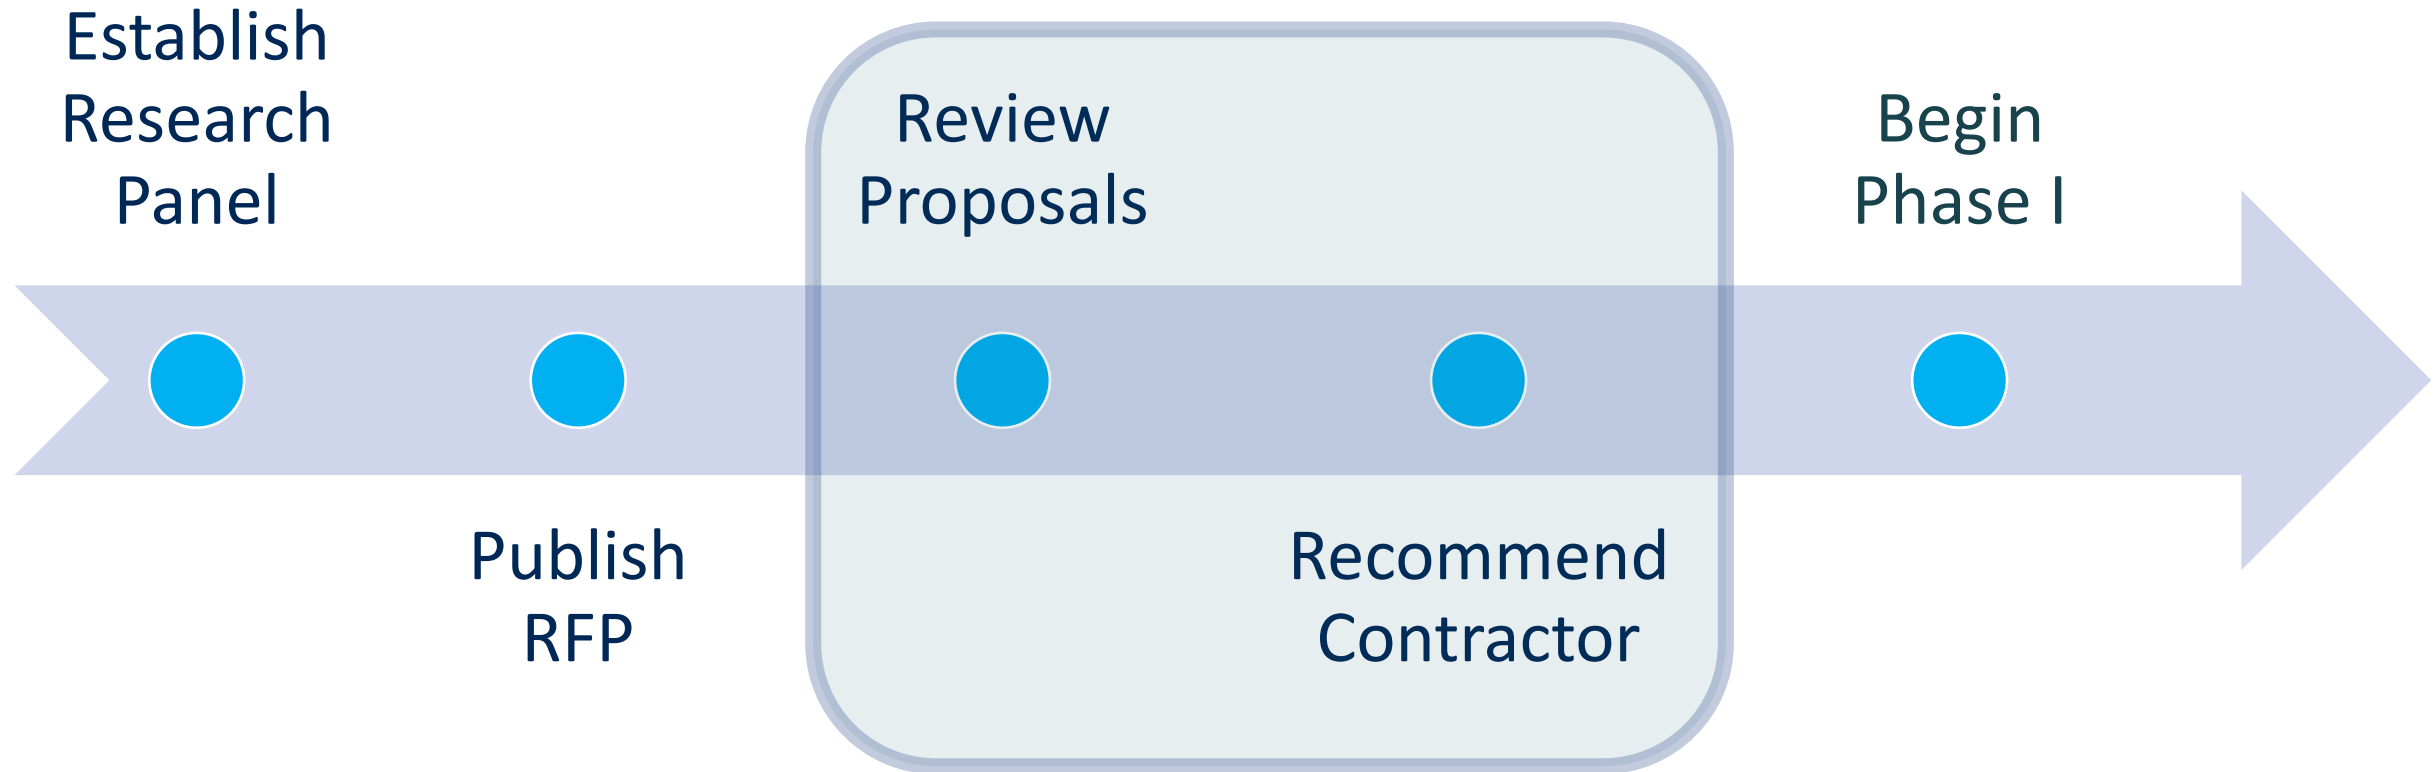 Establish
Research
Panel
Publish
RFP
Review
Proposals
Recommend
Contractor
Begin
Phase I